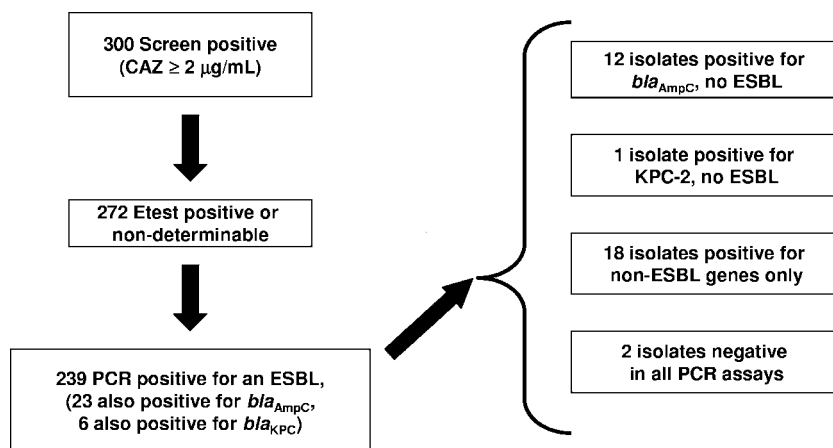 300 Screen positive
(CAZ ≥ 2 μg/mL)
272 Etest positive or
non-determinable
239 PCR positive for an ESBL,
(23 also positive for blaAmpC,
6 also positive for blaKPC)
12 isolates positive for
blaAmpC, no ESBL
1 isolate positive for
KPC-2, no ESBL
18 isolates positive for
non-ESBL genes only
2 isolates negative
in all PCR assays